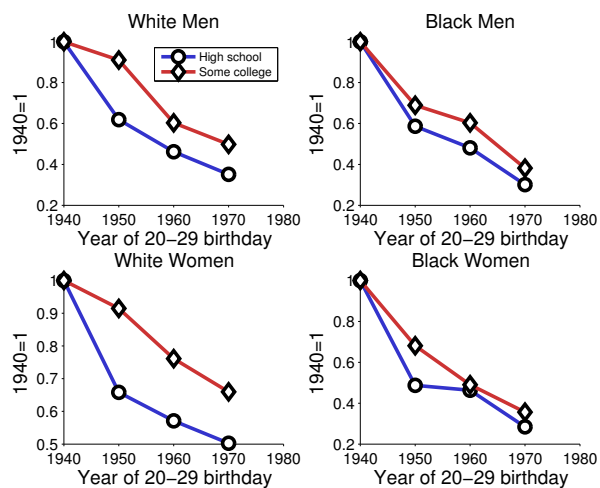 White Men
1
0.8
0.6
0.4
0.2
1940 1950 1960 1970 1980
1940=1
Year of 20−29 birthday
High school
Some college
Black Men
1
0.8
0.6
0.4
0.2
1940 1950 1960 1970 1980
1940=1
Year of 20−29 birthday
White Women
1
0.9
0.8
0.7
0.6
0.5
1940 1950 1960 1970 1980
1940=1
Year of 20−29 birthday
Black Women
1
0.8
0.6
0.4
0.2
1940 1950 1960 1970 1980
1940=1
Year of 20−29 birthday